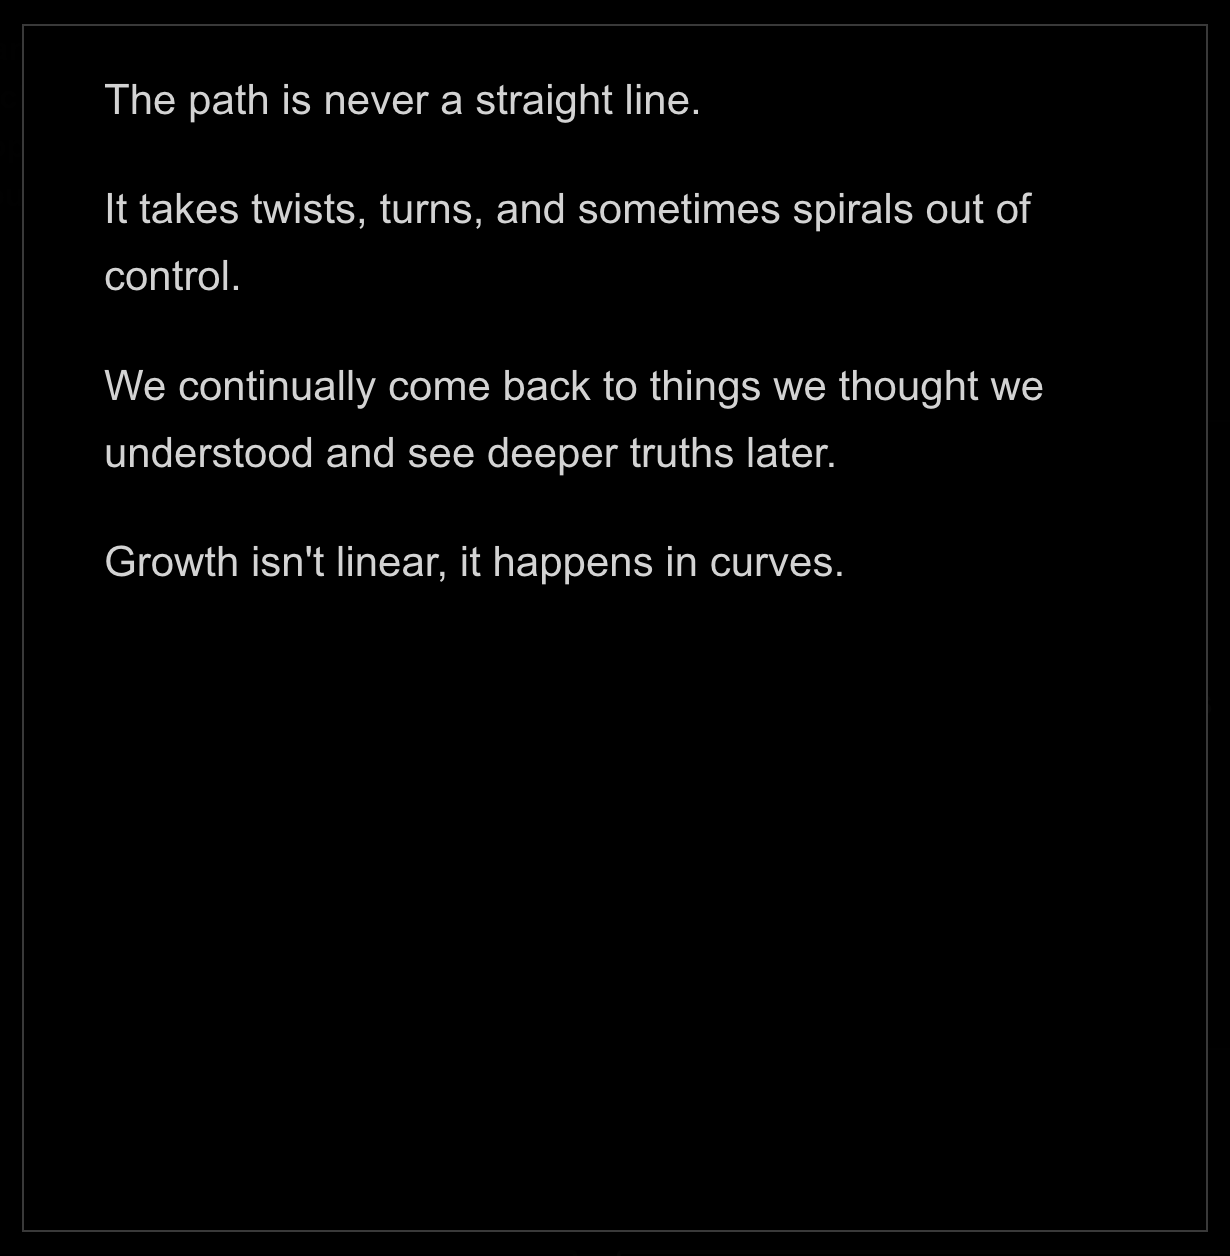 The path is never a straight line.
It takes twists, turns, and sometimes spirals out of
control.
We continually come back to things we thought we
understood and see deeper truths later.
Growth isn't linear, it happens in curves.